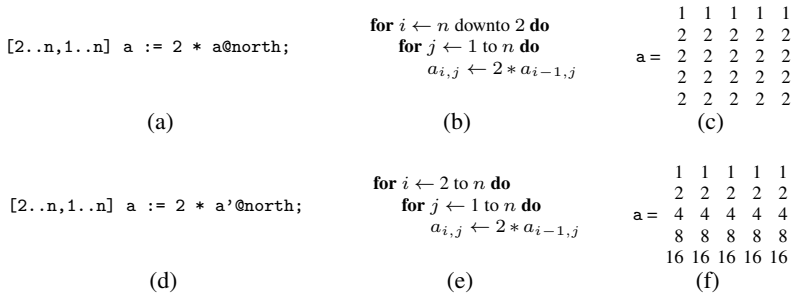 [2..n,1..n] a := 2 * a@north;
for i ← n downto 2 do
for j ← 1 to n do
a_{i,j} ← 2 * a_{i−1,j}
a =
1 1 1 1 1
2 2 2 2 2
2 2 2 2 2
2 2 2 2 2
2 2 2 2 2
(a) (b) (c)
[2..n,1..n] a := 2 * a'@north;
for i ← 2 to n do
for j ← 1 to n do
a_{i,j} ← 2 * a_{i−1,j}
a =
1 1 1 1 1
2 2 2 2 2
4 4 4 4 4
8 8 8 8 8
16 16 16 16 16
(d) (e) (f)